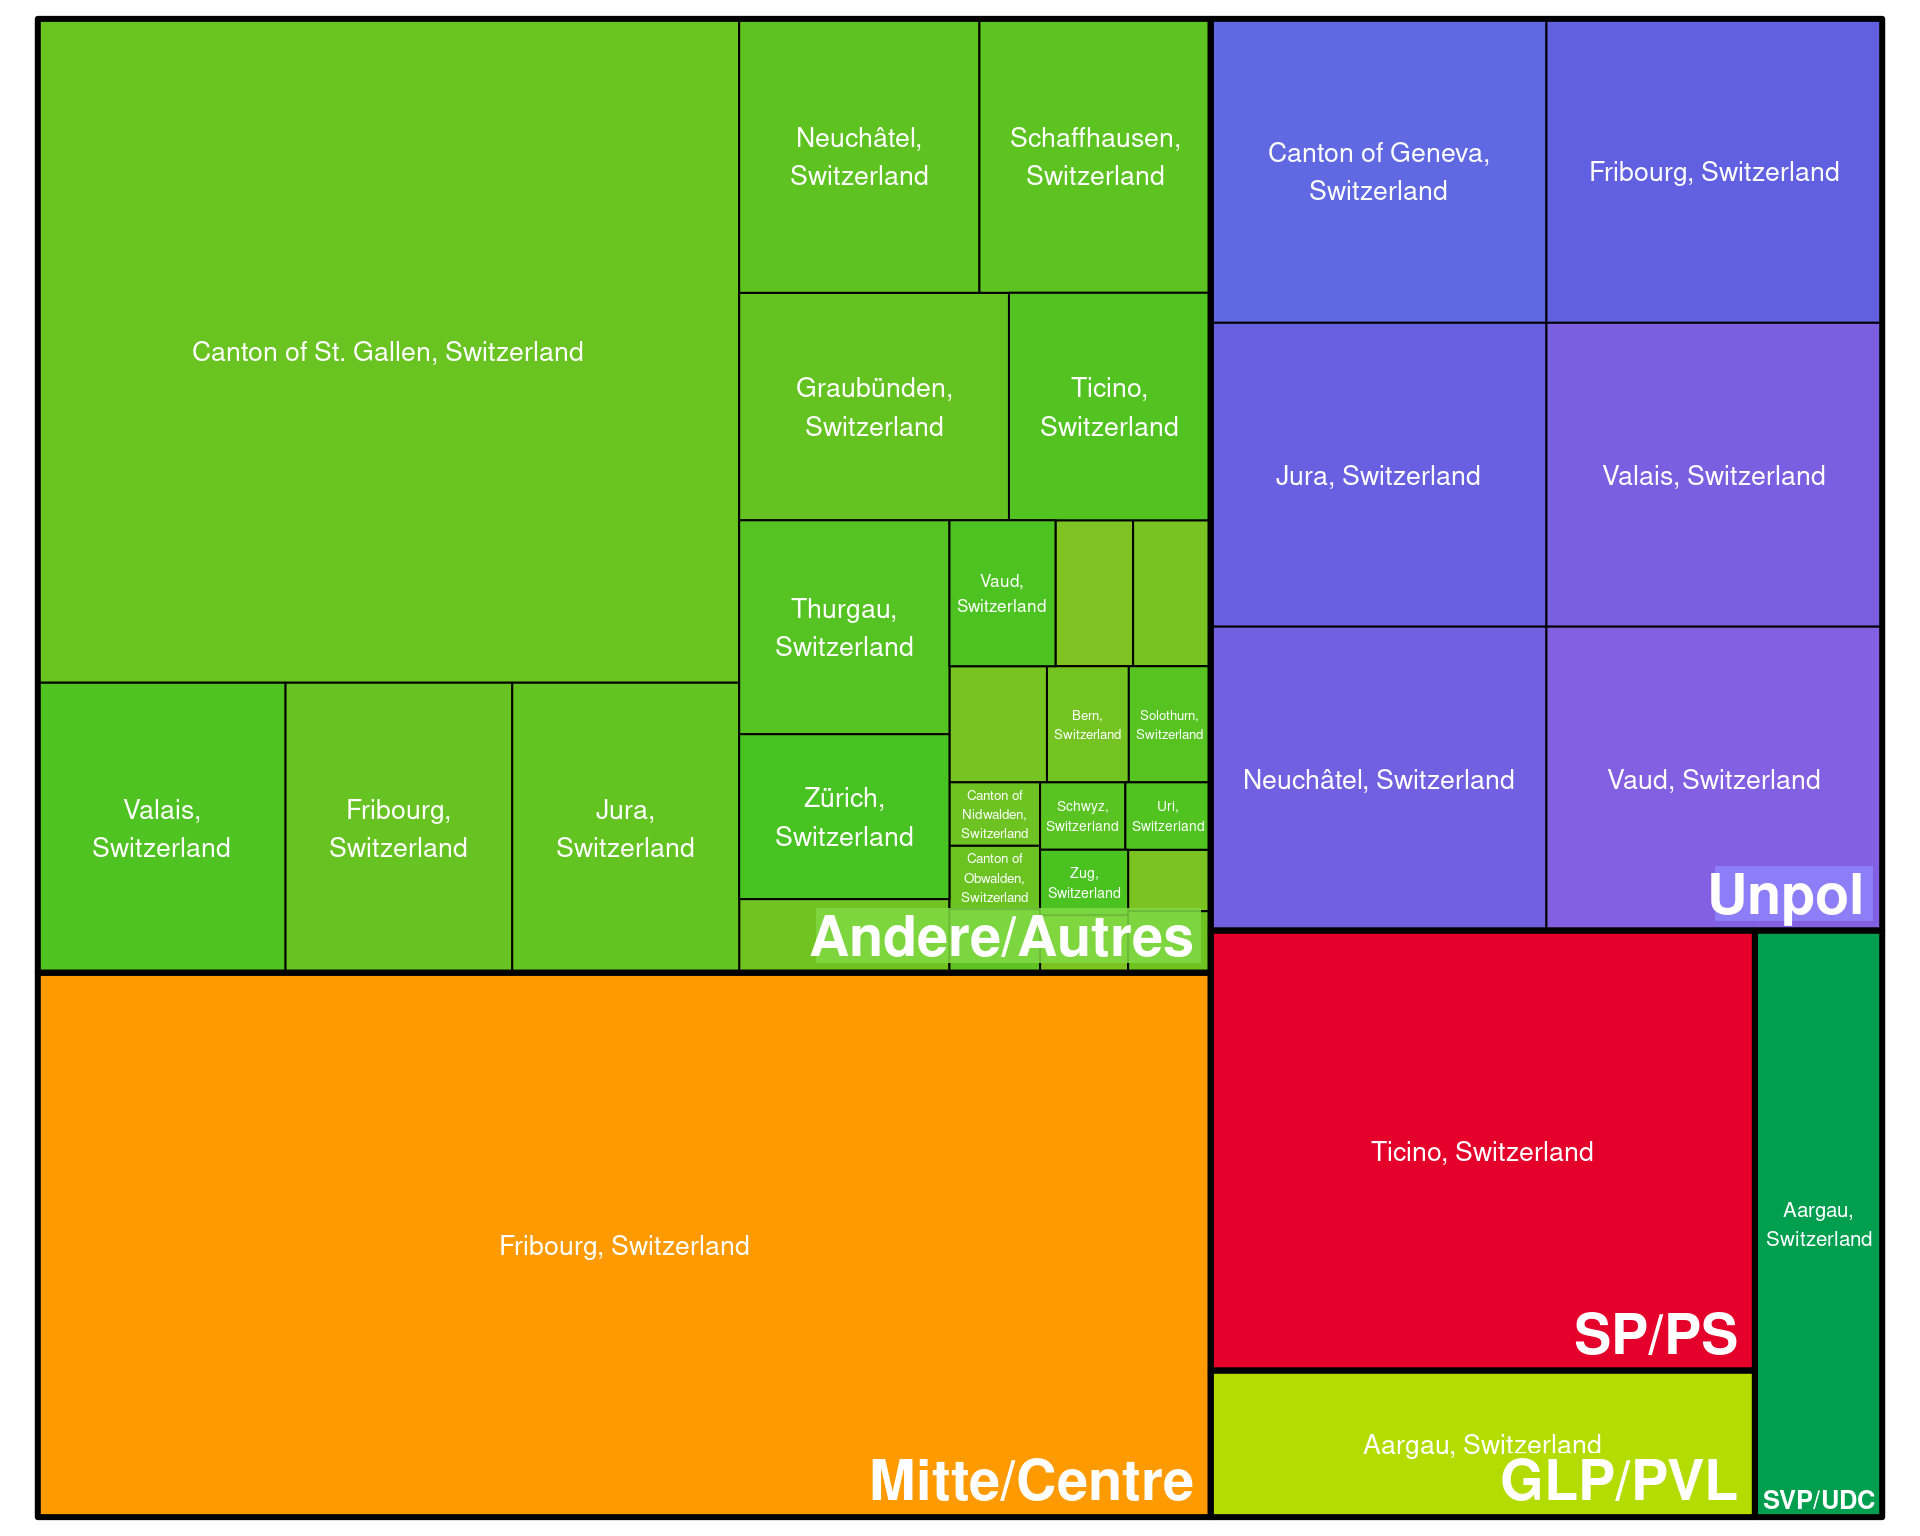 Canton of St. Gallen, Switzerland
Neuchâtel,
Switzerland
Schaffhausen,
Switzerland
Graubünden,
Switzerland
Ticino,
Switzerland
Thurgau,
Switzerland
Vaud,
Switzerland
Bern,
Switzerland
Solothurn,
Switzerland
Valais,
Switzerland
Fribourg,
Switzerland
Jura,
Switzerland
Zürich,
Switzerland
Canton of
Nidwalden,
Switzerland
Schwyz,
Switzerland
Uri,
Switzerland
Canton of
Obwalden,
Switzerland
Zug,
Switzerland
Andere/Autres
Canton of Geneva,
Switzerland
Fribourg, Switzerland
Jura, Switzerland
Valais, Switzerland
Neuchâtel, Switzerland
Vaud, Switzerland
Unpol
Fribourg, Switzerland
Mitte/Centre
Ticino, Switzerland
SP/PS
Aargau, Switzerland
GLP/PVL
Aargau,
Switzerland
SVP/UDC